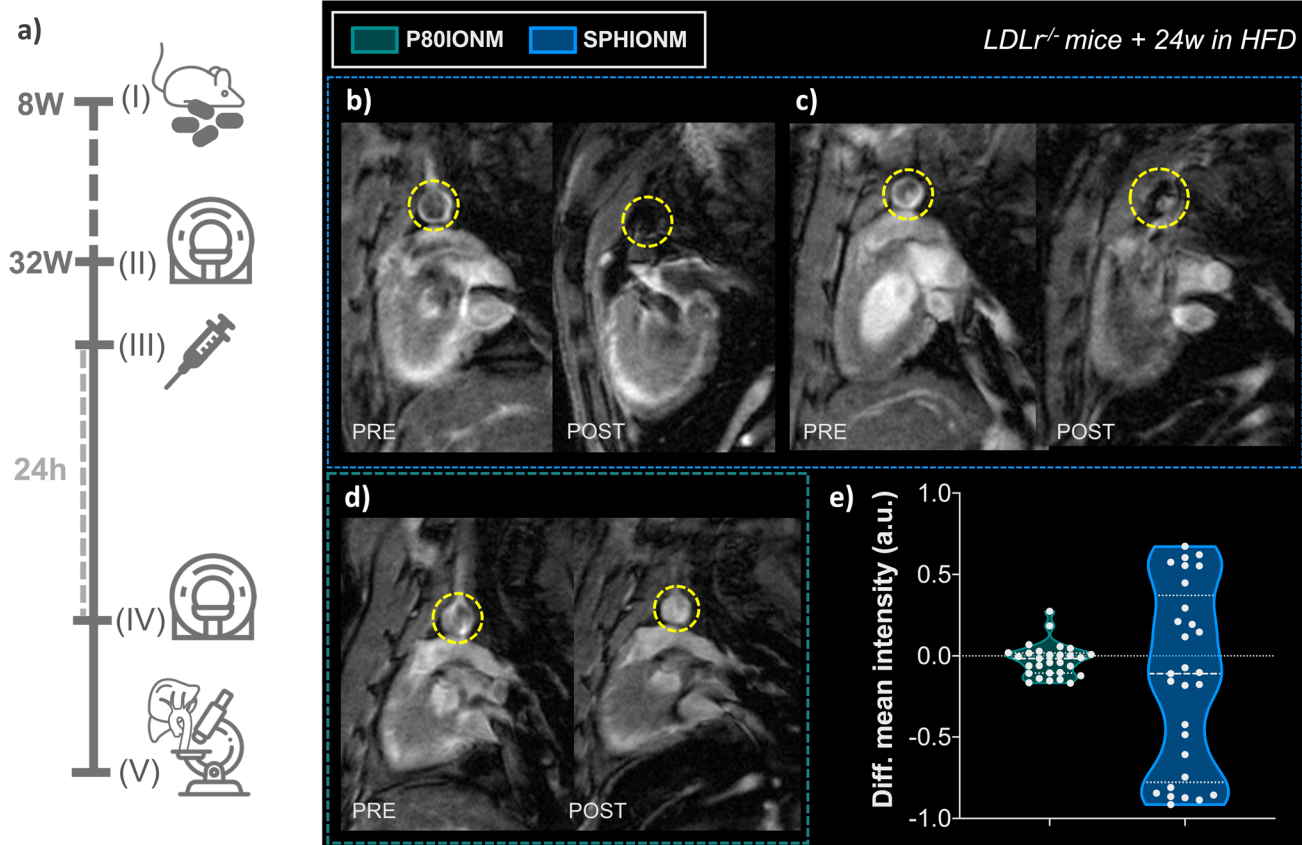 a)
8W
(I)
32W
(II)
(III)
24h
(IV)
(V)
P80IONM
SPHIONM
LDLr-/- mice + 24w in HFD
b)
PRE
POST
c)
PRE
POST
d)
PRE
POST
e)
Diff. mean intensity (a.u.)
1.0
0.5
0.0
-0.5
-1.0